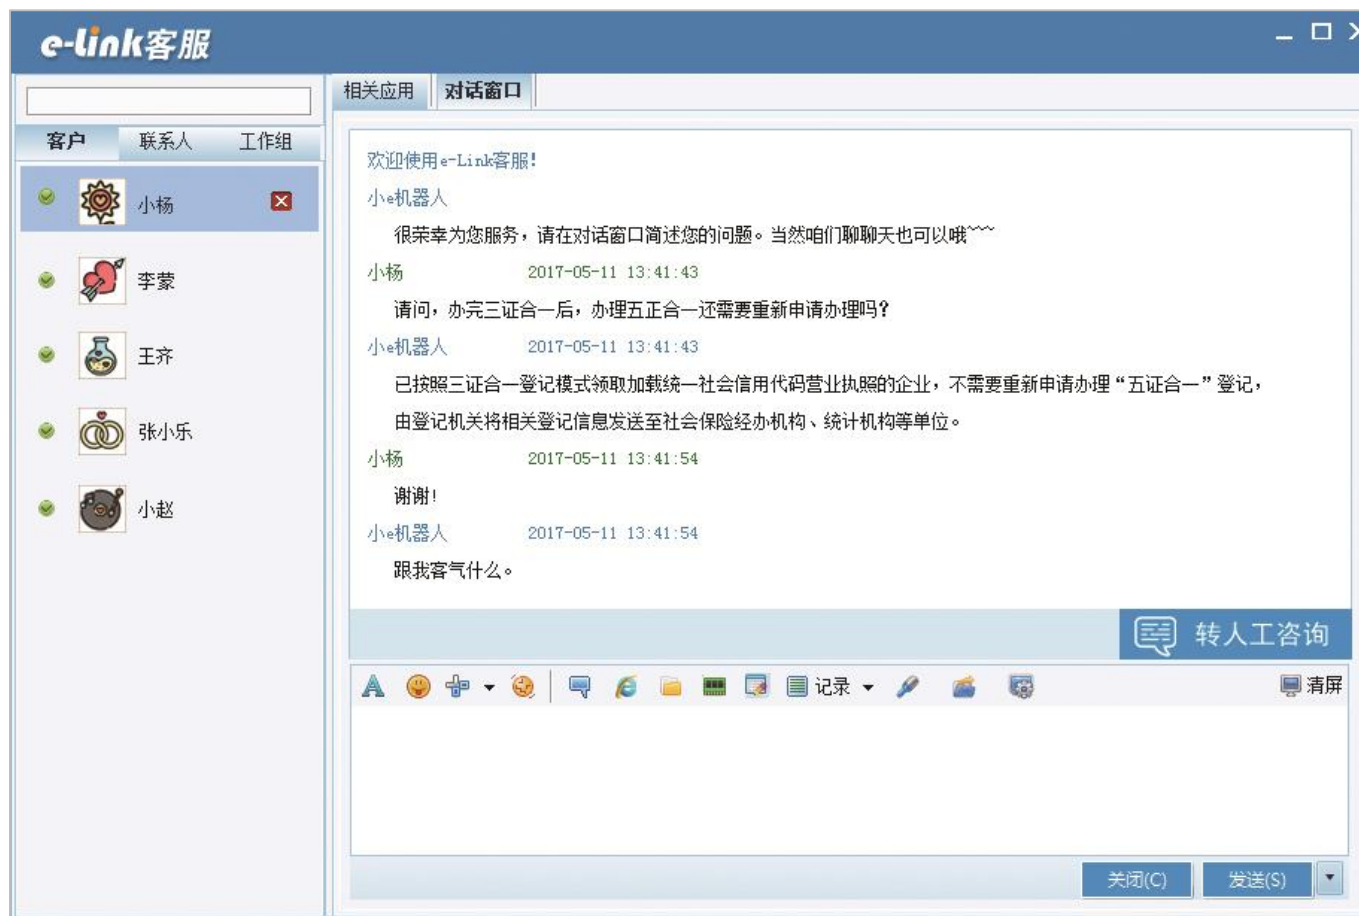 e-link客服
相关应用 对话窗口
客户 联系人 工作组
小杨
李蒙
王齐
张小乐
小赵
欢迎使用e-Link客服!
小e机器人
很荣幸为您服务，请在对话窗口简述您的问题。当然咱们聊聊天也可以哦~~~
小杨 2017-05-11 13:41:43
请问，办完三证合一后，办理五正合一还需要重新申请办理吗?
小e机器人 2017-05-11 13:41:43
已按照三证合一登记模式领取加载统一社会信用代码营业执照的企业，不需要重新申请办理“五证合一”登记，
由登记机关将相关登记信息发送至社会保险经办机构、统计机构等单位。
小杨 2017-05-11 13:41:54
谢谢!
小e机器人 2017-05-11 13:41:54
跟我客气什么。
转人工咨询
记录 清屏
关闭(C) 发送(S)